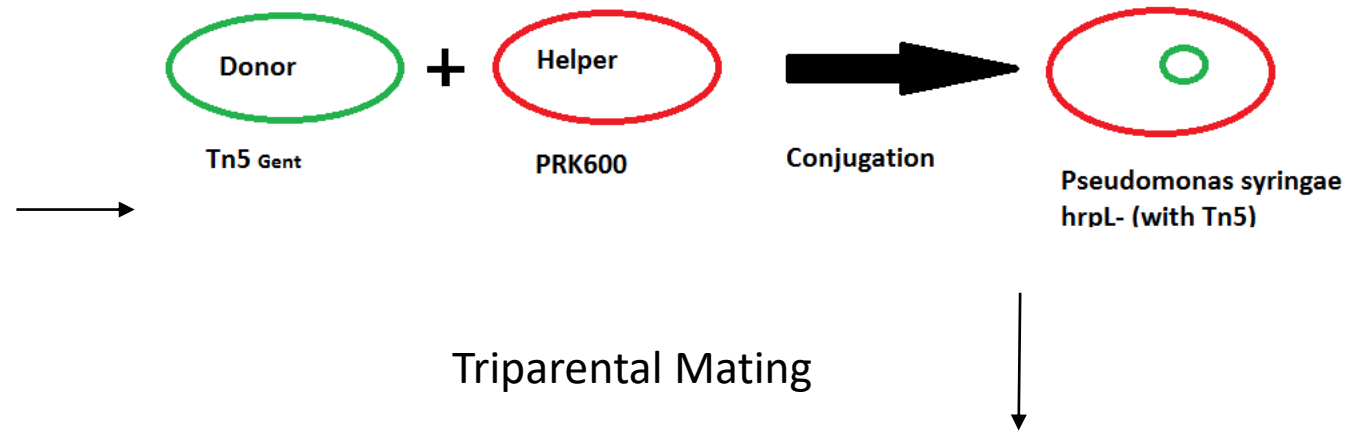 Donor
+
Helper
Tn5 Gent
PRK600
Conjugation
Pseudomonas syringae
hrpL- (with Tn5)
Triparental Mating